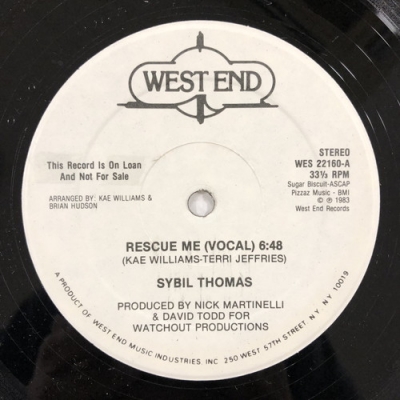 WEST END
This Record Is On Loan
And Not For Sale
ARRANGED BY: KAE WILLIAMS &
BRIAN HUDSON
STEREO
WES 22160-A
33⅓ RPM
Sugar Biscuit-ASCAP
Pizzaz Music - BMI
© ℗ 1983
West End Records
RESCUE ME (VOCAL) 6:48
(KAE WILLIAMS-TERRI JEFFRIES)
SYBIL THOMAS
PRODUCED BY NICK MARTINELLI
& DAVID TODD FOR
WATCHOUT PRODUCTIONS
A PRODUCT OF WEST END MUSIC INDUSTRIES INC 250 WEST 57TH STREET. N.Y. NY 10019